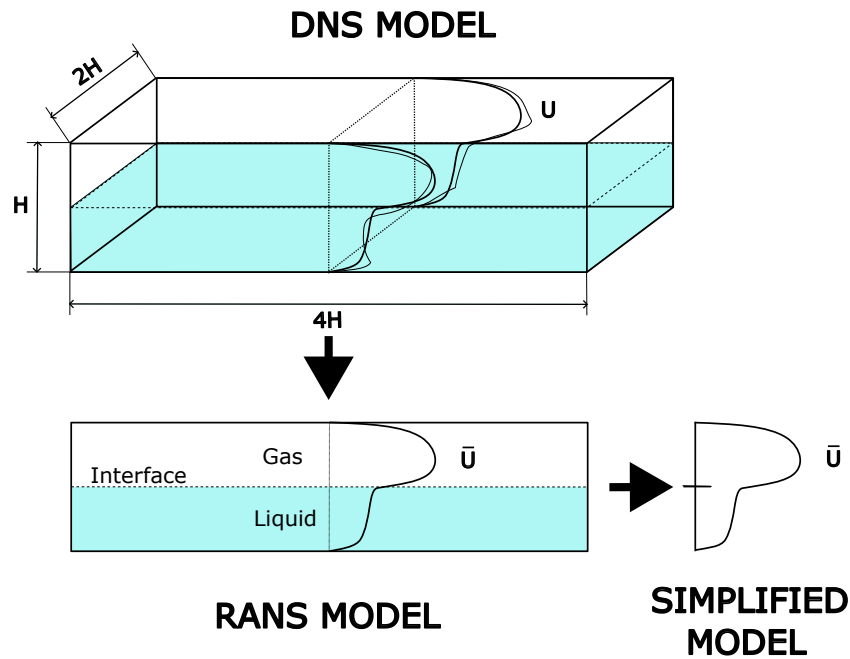 DNS MODEL
2H
U
H
4H
Gas
Ū
Ū
Interface
Liquid
RANS MODEL
SIMPLIFIED
MODEL